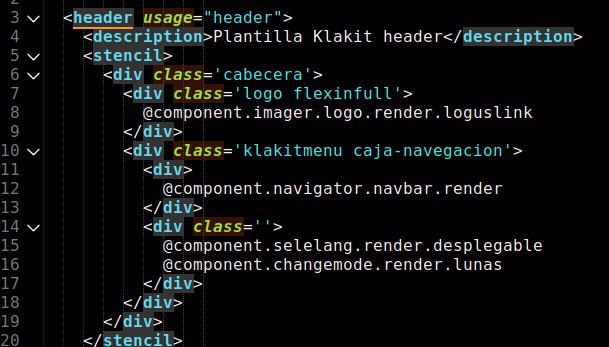 2
3 <header usage="header">
4 <description>Plantilla Klakit header</description>
5 <stencil>
6 <div class='cabecera'>
7 <div class='logo flexinfull'>
8 @component.imager.logo.render.loguslink
9 </div>
10 <div class='klakitmenu caja-navegacion'>
11 <div>
12 @component.navigator.navbar.render
13 </div>
14 <div class=''>
15 @component.selelang.render.desplegable
16 @component.changemode.render.lunas
17 </div>
18 </div>
19 </div>
20 </stencil>